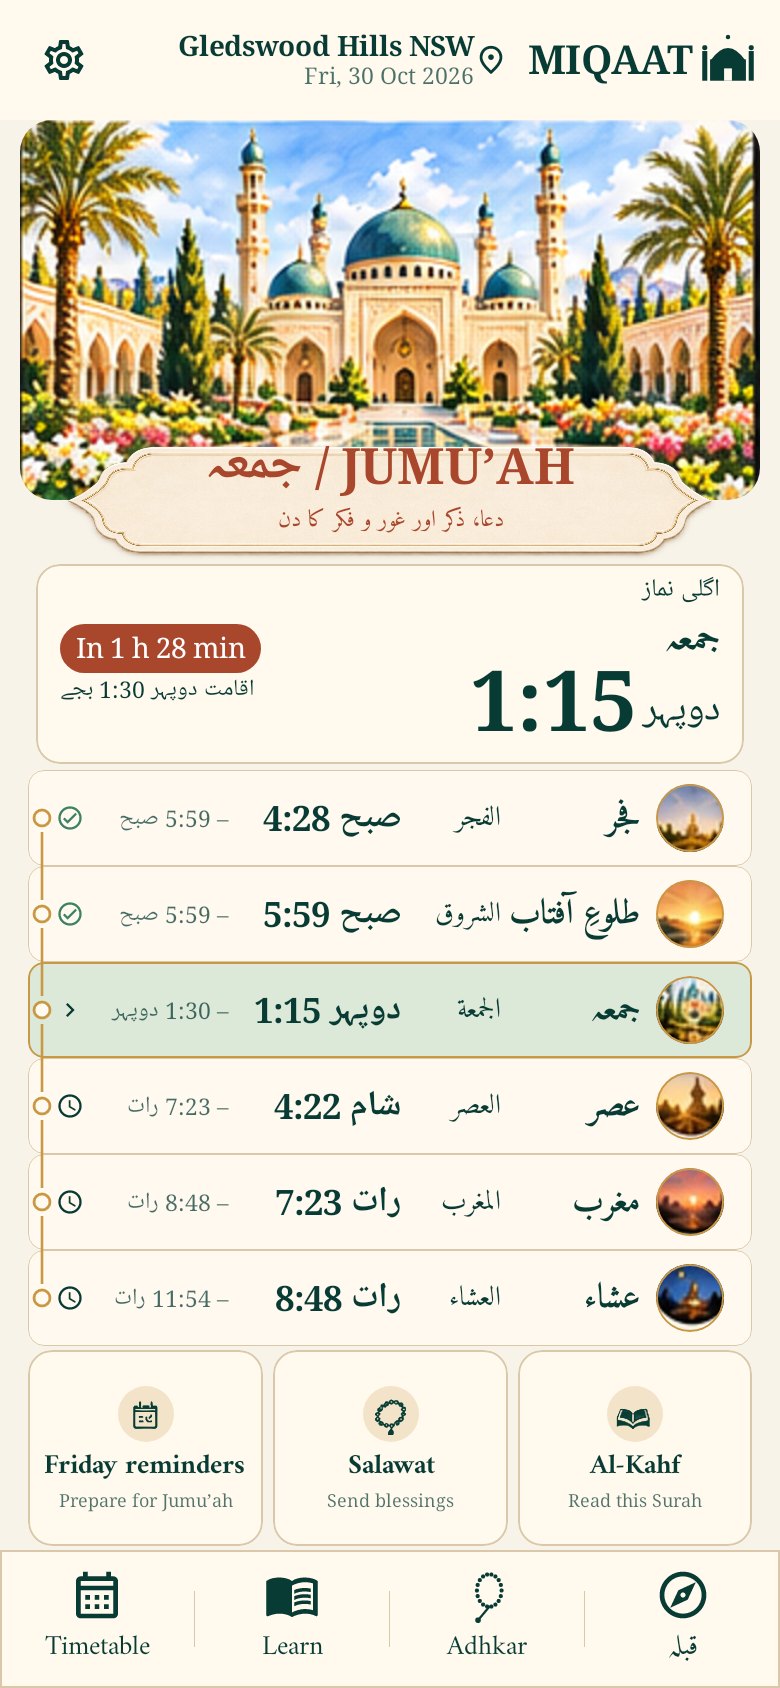 MIQAAT
Gledswood Hills NSW
Fri, 30 Oct 2026
جمعہ / JUMU’AH
دعا، ذکر اور غور و فکر کا دن
اگلی نماز
جمعہ
دوپہر 1:15
In 1 h 28 min
اقامت دوپہر 1:30 بجے
فجر الفجر صبح 4:28 – 5:59 صبح
طلوعِ آفتاب الشروق صبح 5:59 – 5:59 صبح
جمعہ الجمعة دوپہر 1:15 – 1:30 دوپہر
عصر العصر شام 4:22 – 7:23 رات
مغرب المغرب رات 7:23 – 8:48 رات
عشاء العشاء رات 8:48 – 11:54 رات
Friday reminders
Prepare for Jumu’ah
Salawat
Send blessings
Al-Kahf
Read this Surah
Timetable
Learn
Adhkar
قبلہ